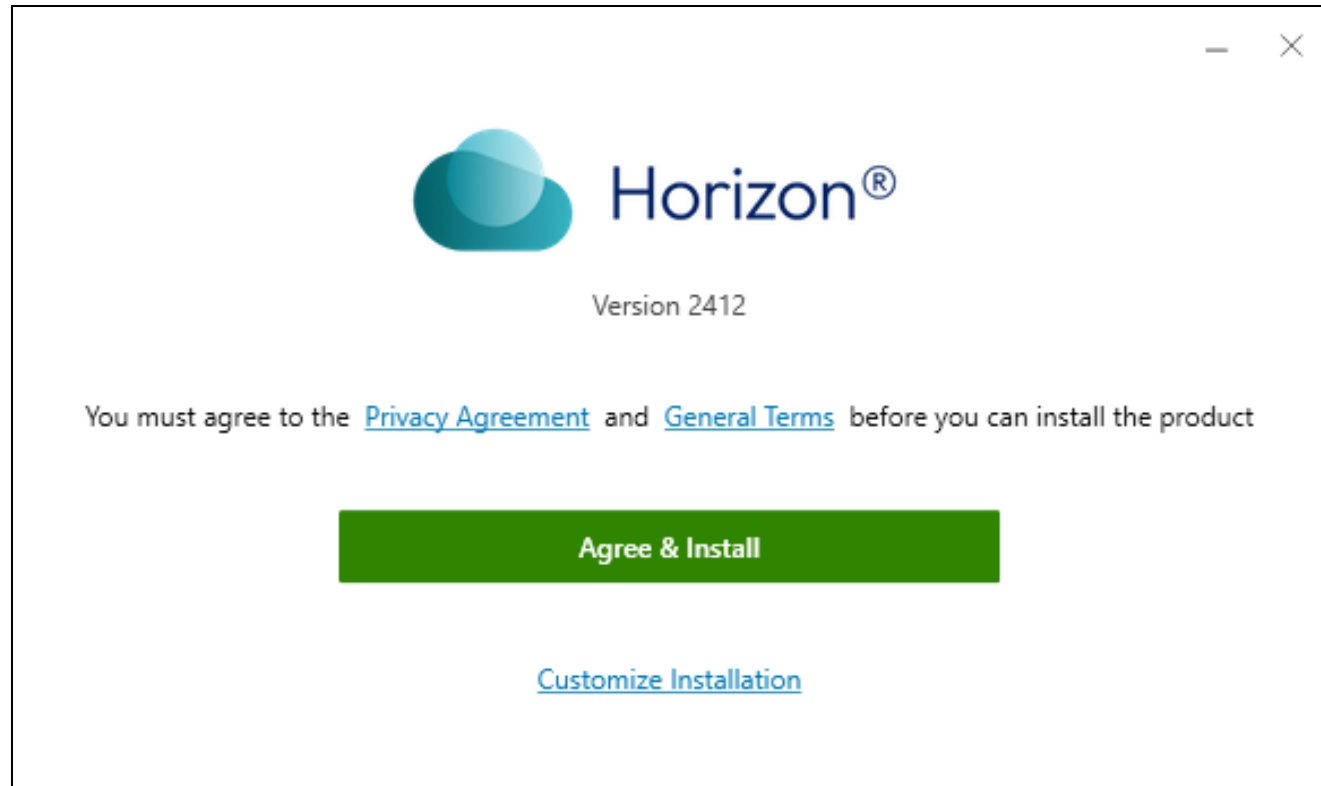 Horizon®
Version 2412
You must agree to the Privacy Agreement and General Terms before you can install the product
Agree & Install
Customize Installation